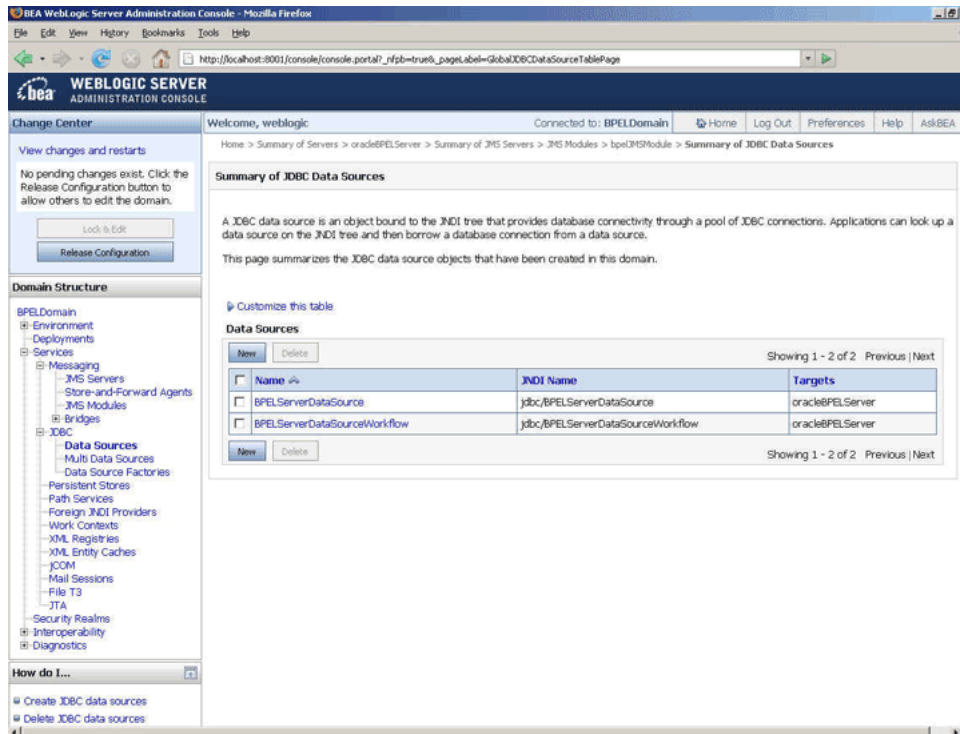 BEA WebLogic Server Administration Console - Mozilla Firefox
File Edit View History Bookmarks Tools Help
http://localhost:8001/console/console.portal?_nfpb=true&_pageLabel=GlobalJDBCDataSourceTablePage
bea WEBLOGIC SERVER
ADMINISTRATION CONSOLE
Change Center
View changes and restarts
No pending changes exist. Click the
Release Configuration button to
allow others to edit the domain.
Lock & Edit
Release Configuration
Domain Structure
BPELDomain
Environment
Deployments
Services
Messaging
JMS Servers
Store-and-Forward Agents
JMS Modules
Bridges
JDBC
Data Sources
Multi Data Sources
Data Source Factories
Persistent Stores
Path Services
Foreign JNDI Providers
Work Contexts
XML Registries
XML Entity Caches
jCOM
Mail Sessions
File T3
JTA
Security Realms
Interoperability
Diagnostics
How do I...
Create JDBC data sources
Delete JDBC data sources
Welcome, weblogic Connected to: BPELDomain Home Log Out Preferences Help AskBEA
Home > Summary of Servers > oracleBPELServer > Summary of JMS Servers > JMS Modules > bpelJMSModule > Summary of JDBC Data Sources
Summary of JDBC Data Sources
A JDBC data source is an object bound to the JNDI tree that provides database connectivity through a pool of JDBC connections. Applications can look up a
data source on the JNDI tree and then borrow a database connection from a data source.
This page summarizes the JDBC data source objects that have been created in this domain.
Customize this table
Data Sources
New Delete Showing 1 - 2 of 2 Previous | Next
Name JNDI Name Targets
BPELServerDataSource jdbc/BPELServerDataSource oracleBPELServer
BPELServerDataSourceWorkflow jdbc/BPELServerDataSourceWorkflow oracleBPELServer
New Delete Showing 1 - 2 of 2 Previous | Next